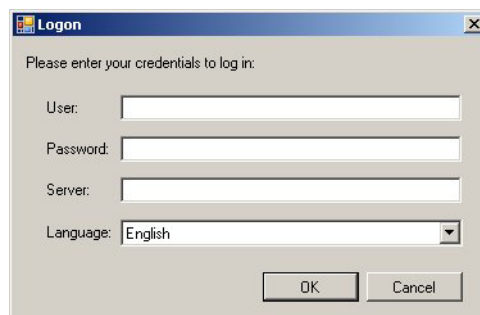 Logon
Please enter your credentials to log in:
User:
Password:
Server:
Language: English
OK Cancel